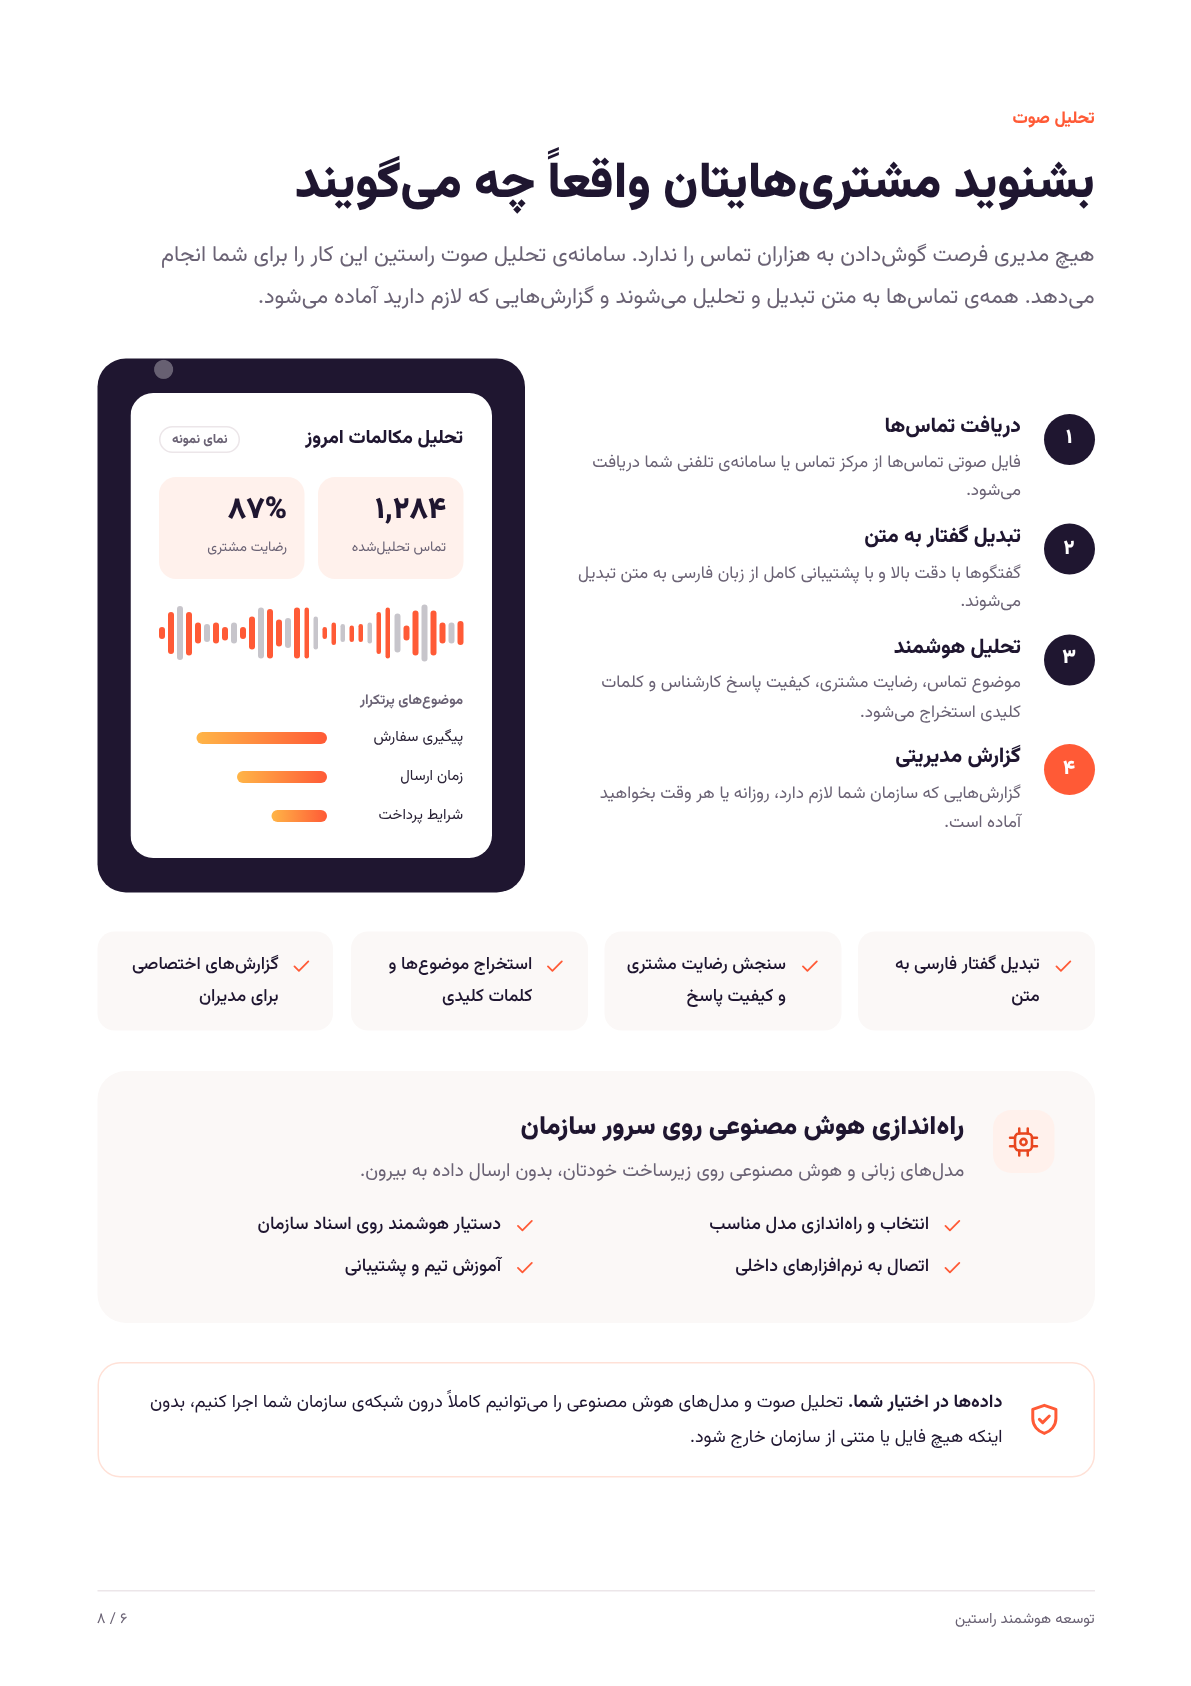 تحلیل صوت
بشنوید مشتری‌هایتان واقعاً چه می‌گویند
هیچ مدیری فرصت گوش‌دادن به هزاران تماس را ندارد. سامانه‌ی تحلیل صوت راستین این کار را برای شما انجام
می‌دهد. همه‌ی تماس‌ها به متن تبدیل و تحلیل می‌شوند و گزارش‌هایی که لازم دارید آماده می‌شود.
۱
دریافت تماس‌ها
فایل صوتی تماس‌ها از مرکز تماس یا سامانه‌ی تلفنی شما دریافت
می‌شود.
۲
تبدیل گفتار به متن
گفتگوها با دقت بالا و با پشتیبانی کامل از زبان فارسی به متن تبدیل
می‌شوند.
۳
تحلیل هوشمند
موضوع تماس، رضایت مشتری، کیفیت پاسخ کارشناس و کلمات
کلیدی استخراج می‌شود.
۴
گزارش مدیریتی
گزارش‌هایی که سازمان شما لازم دارد، روزانه یا هر وقت بخواهید
آماده است.
تحلیل مکالمات امروز
نمای نمونه
۱,۲۸۴
تماس تحلیل‌شده
۸۷%
رضایت مشتری
موضوع‌های پرتکرار
پیگیری سفارش
زمان ارسال
شرایط پرداخت
تبدیل گفتار فارسی به
متن
سنجش رضایت مشتری
و کیفیت پاسخ
استخراج موضوع‌ها و
کلمات کلیدی
گزارش‌های اختصاصی
برای مدیران
راه‌اندازی هوش مصنوعی روی سرور سازمان
مدل‌های زبانی و هوش مصنوعی روی زیرساخت خودتان، بدون ارسال داده به بیرون.
انتخاب و راه‌اندازی مدل مناسب
دستیار هوشمند روی اسناد سازمان
اتصال به نرم‌افزارهای داخلی
آموزش تیم و پشتیبانی
داده‌ها در اختیار شما. تحلیل صوت و مدل‌های هوش مصنوعی را می‌توانیم کاملاً درون شبکه‌ی سازمان شما اجرا کنیم، بدون
اینکه هیچ فایل یا متنی از سازمان خارج شود.
توسعه هوشمند راستین
۶ / ۸